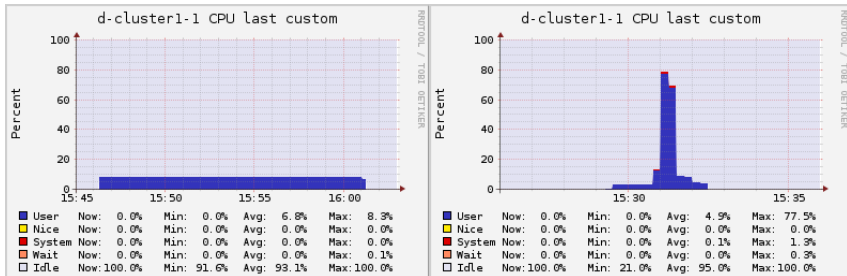 d-cluster1-1 CPU last custom
RRDTOOL / TOBI OETIKER
Percent
100
80
60
40
20
0
15:45 15:50 15:55 16:00
User Now: 0.0% Min: 0.0% Avg: 6.8% Max: 8.3%
Nice Now: 0.0% Min: 0.0% Avg: 0.0% Max: 0.0%
System Now: 0.0% Min: 0.0% Avg: 0.0% Max: 0.0%
Wait Now: 0.0% Min: 0.0% Avg: 0.0% Max: 0.1%
Idle Now:100.0% Min: 91.6% Avg: 93.1% Max:100.0%
d-cluster1-1 CPU last custom
RRDTOOL / TOBI OETIKER
Percent
100
80
60
40
20
0
15:30 15:35
User Now: 0.0% Min: 0.0% Avg: 4.9% Max: 77.5%
Nice Now: 0.0% Min: 0.0% Avg: 0.0% Max: 0.0%
System Now: 0.0% Min: 0.0% Avg: 0.1% Max: 1.3%
Wait Now: 0.0% Min: 0.0% Avg: 0.0% Max: 0.3%
Idle Now:100.0% Min: 21.0% Avg: 95.0% Max:100.0%